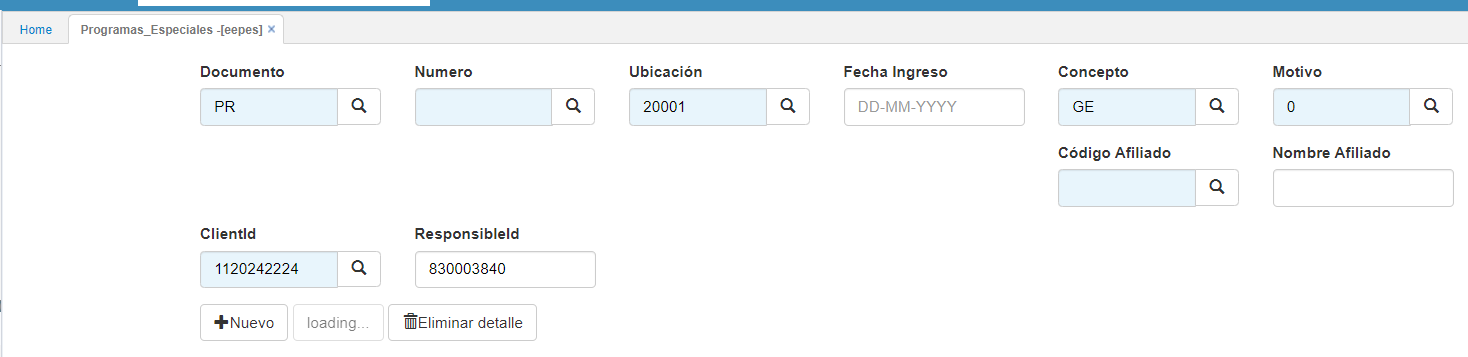 Home Programas_Especiales -[eepes] ×
Documento Numero Ubicación Fecha Ingreso Concepto Motivo
PR 20001 DD-MM-YYYY GE 0
Código Afiliado Nombre Afiliado
ClientId ResponsibleId
1120242224 830003840
Nuevo loading... Eliminar detalle